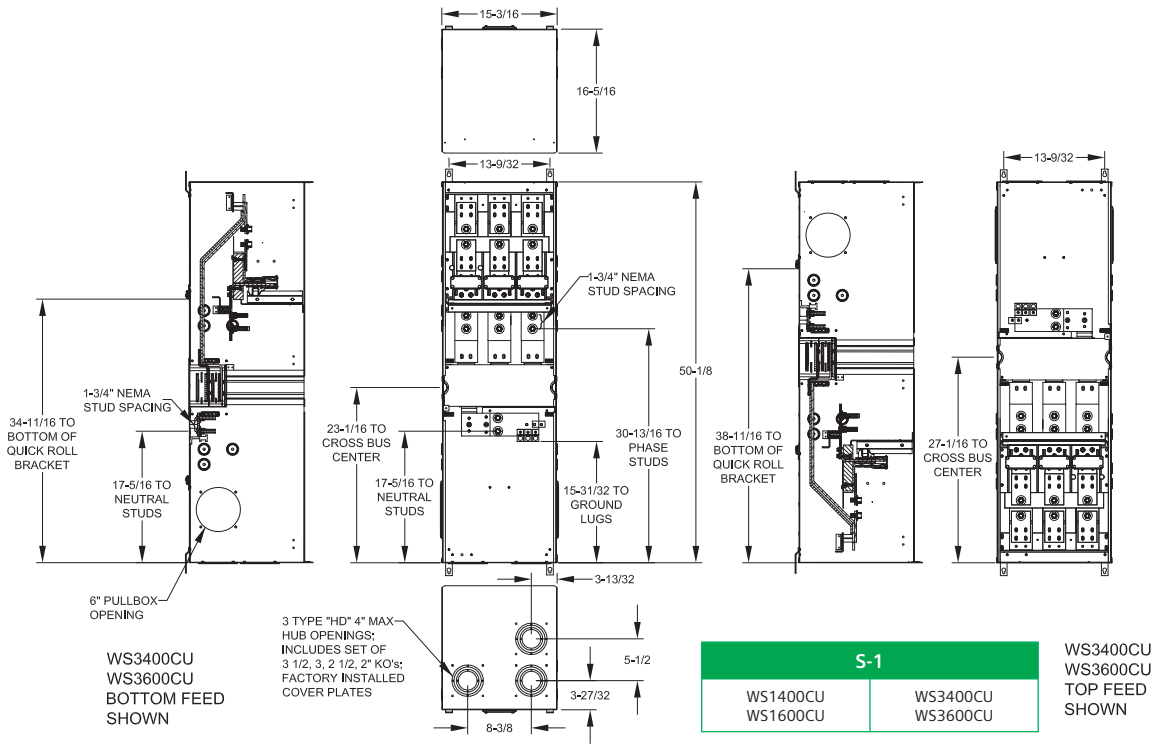 15-3/16
16-5/16
13-9/32
1-3/4" NEMA
STUD SPACING
50-1/8
34-11/16 TO
BOTTOM OF
QUICK ROLL
BRACKET
1-3/4" NEMA
STUD SPACING
17-5/16 TO
NEUTRAL
STUDS
6" PULLBOX
OPENING
23-1/16 TO
CROSS BUS
CENTER
17-5/16 TO
NEUTRAL
STUDS
30-13/16 TO
PHASE
STUDS
15-31/32 TO
GROUND
LUGS
3-13/32
3 TYPE "HD" 4" MAX
HUB OPENINGS;
INCLUDES SET OF
3 1/2, 3, 2 1/2, 2" KO's;
FACTORY INSTALLED
COVER PLATES
5-1/2
3-27/32
8-3/8
WS3400CU
WS3600CU
BOTTOM FEED
SHOWN
13-9/32
38-11/16 TO
BOTTOM OF
QUICK ROLL
BRACKET
27-1/16 TO
CROSS BUS
CENTER
S-1
WS1400CU
WS1600CU
WS3400CU
WS3600CU
WS3400CU
WS3600CU
TOP FEED
SHOWN